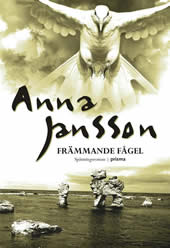 Anna
Jansson
FRÄMMANDE FÅGEL
Spänningsroman | prisma